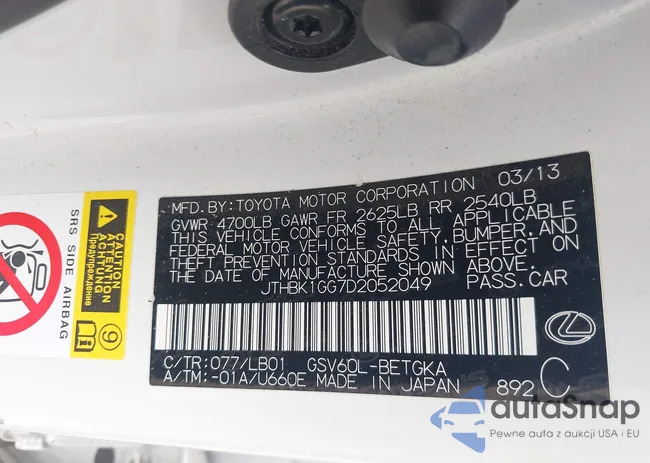 SRS SIDE AIRBAG
CAUTION
ACHTUNG
Предупреждение
9
MFD. BY: TOYOTA MOTOR CORPORATION 03/13
GVWR 4700LB GAWR FR 2625LB RR 2540LB
THIS VEHICLE CONFORMS TO ALL APPLICABLE
FEDERAL MOTOR VEHICLE SAFETY, BUMPER, AND
THEFT PREVENTION STANDARDS IN EFFECT ON
THE DATE OF MANUFACTURE SHOWN ABOVE.
JTHBK1GG7D2052049 PASS. CAR
C/TR: 077/LB01 GSV60L-BETGKA
A/TM: -01A/U660E MADE IN JAPAN 892 C
autoSnap
Pewne auta z aukcji USA i EU